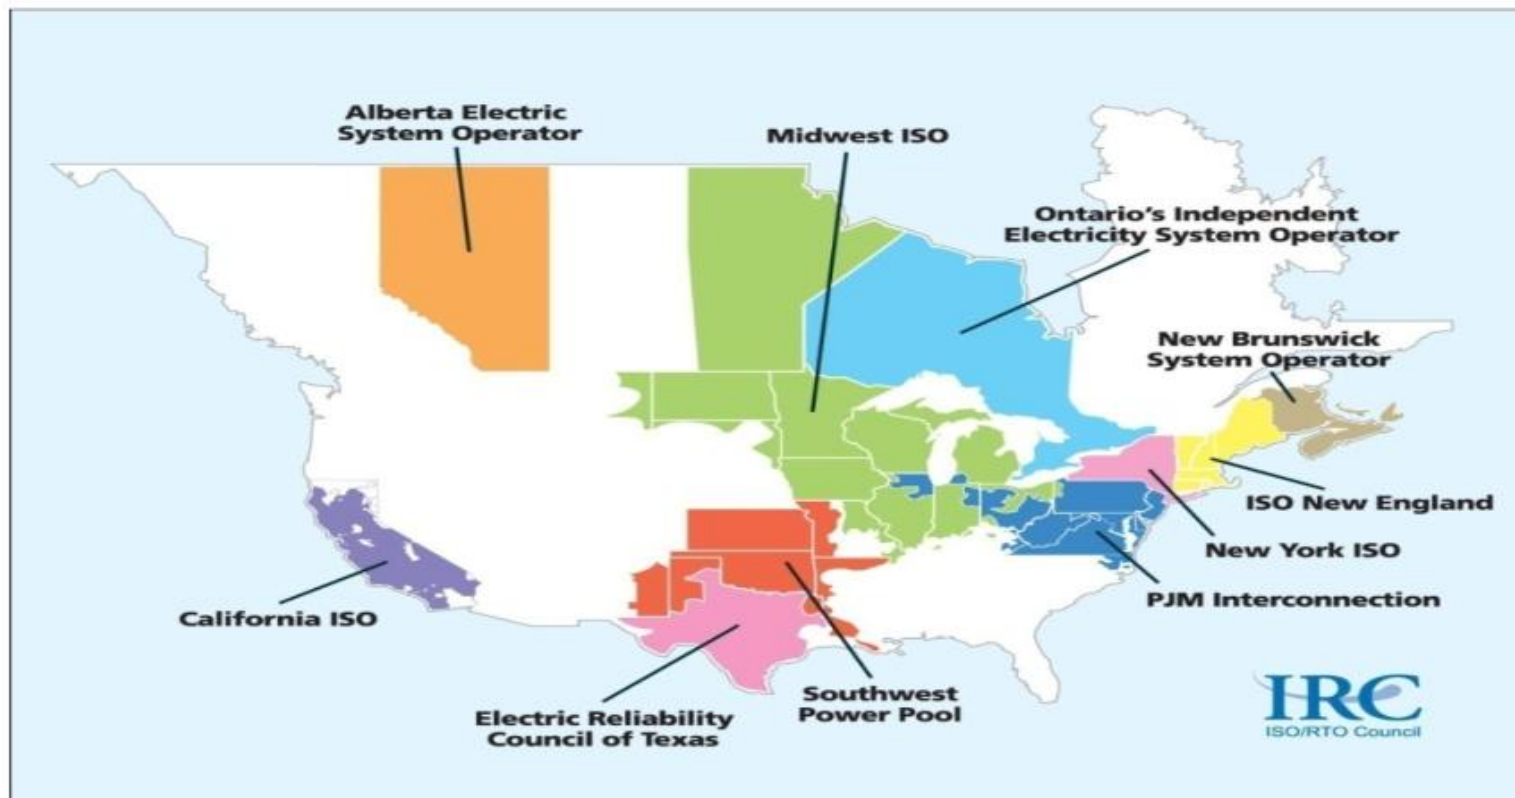 Alberta Electric
System Operator
Midwest ISO
Ontario's Independent
Electricity System Operator
New Brunswick
System Operator
ISO New England
New York ISO
PJM Interconnection
California ISO
Southwest
Power Pool
Electric Reliability
Council of Texas
IRC
ISO/RTO Council